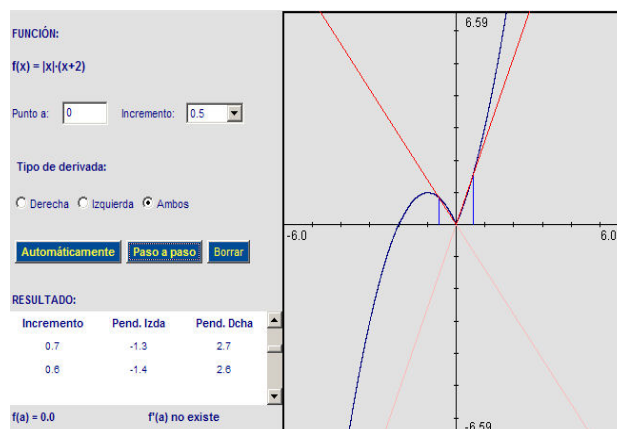 FUNCIÓN:
f(x) = |x|·(x+2)
Punto a: 0 Incremento: 0.5
Tipo de derivada:
Derecha Izquierda Ambos
Automáticamente Paso a paso Borrar
RESULTADO:
Incremento Pend. Izda Pend. Dcha
0.7 -1.3 2.7
0.6 -1.4 2.6
f(a) = 0.0 f'(a) no existe
6.59
-6.0 6.0
-6.59